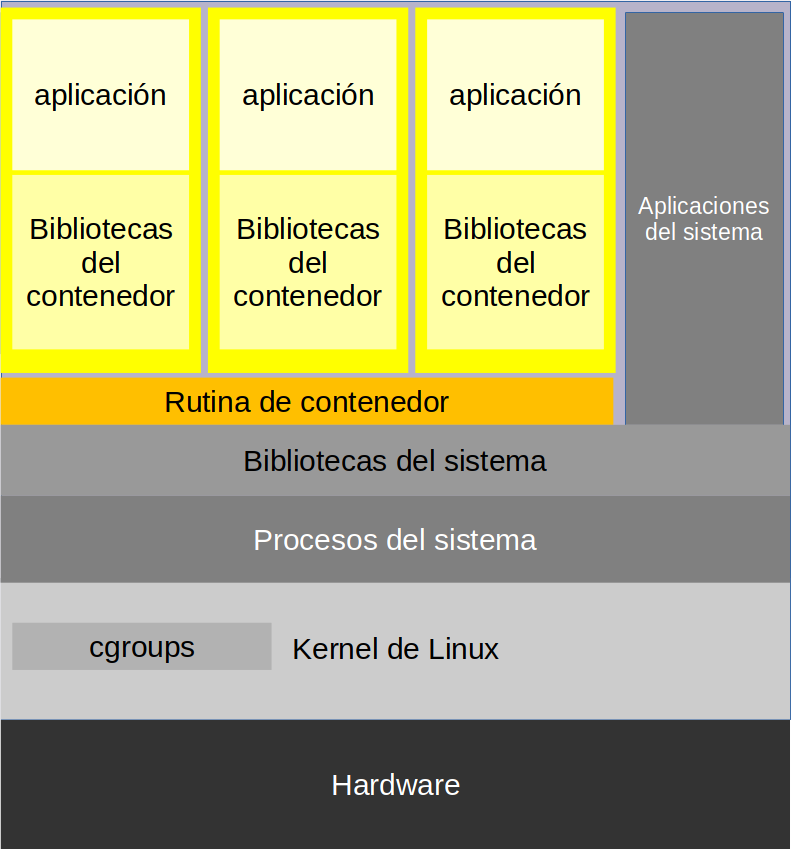 aplicación
aplicación
aplicación
Bibliotecas
del
contenedor
Bibliotecas
del
contenedor
Bibliotecas
del
contenedor
Aplicaciones
del sistema
Rutina de contenedor
Bibliotecas del sistema
Procesos del sistema
cgroups
Kernel de Linux
Hardware